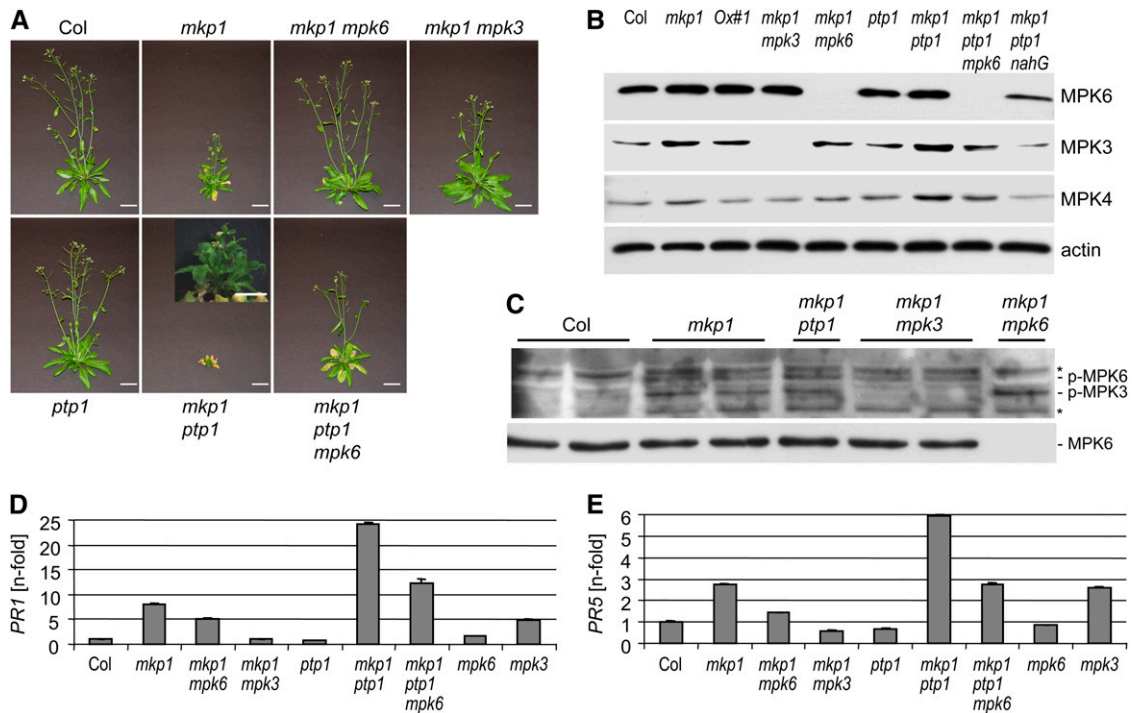 A
Col mkp1 mkp1 mpk6 mkp1 mpk3
ptp1 mkp1 mkp1
ptp1 ptp1
mpk6
B
Col mkp1 Ox#1 mkp1 mkp1 ptp1 mkp1 mkp1 mkp1
mpk3 mpk6 ptp1 ptp1 ptp1
mpk6 nahG
MPK6
MPK3
MPK4
actin
C
mkp1 mkp1 mkp1
Col mkp1 ptp1 mpk3 mpk6
*
- p-MPK6
- p-MPK3
*
- MPK6
D
PR1 [n-fold]
25
20
15
10
5
0
Col mkp1 mkp1 mkp1 ptp1 mkp1 mkp1 mpk6 mpk3
mpk6 mpk3 ptp1 ptp1
mpk6
E
PR5 [n-fold]
6
5
4
3
2
1
0
Col mkp1 mkp1 mkp1 ptp1 mkp1 mkp1 mpk6 mpk3
mpk6 mpk3 ptp1 ptp1
mpk6